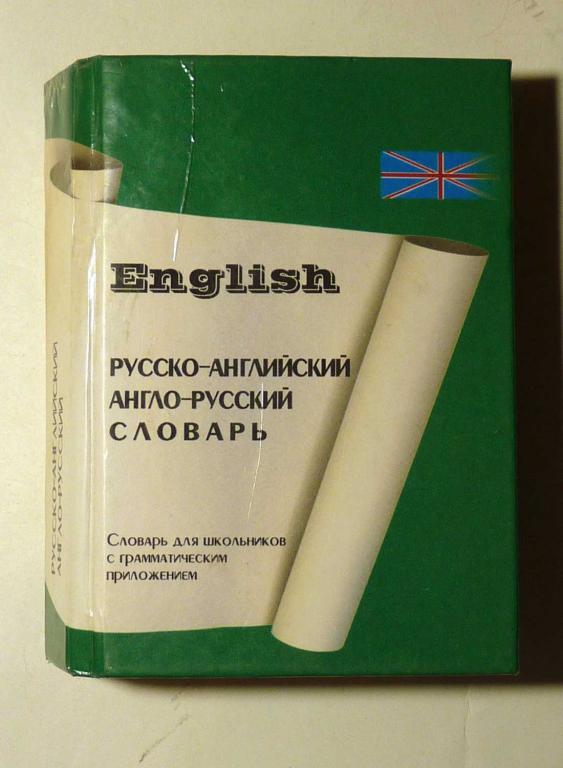 English
РУССКО-АНГЛИЙСКИЙ
АНГЛО-РУССКИЙ
СЛОВАРЬ
Словарь для школьников
с грамматическим
приложением
РУССКО-АНГЛИЙСКИЙ
АНГЛО-РУССКИЙ